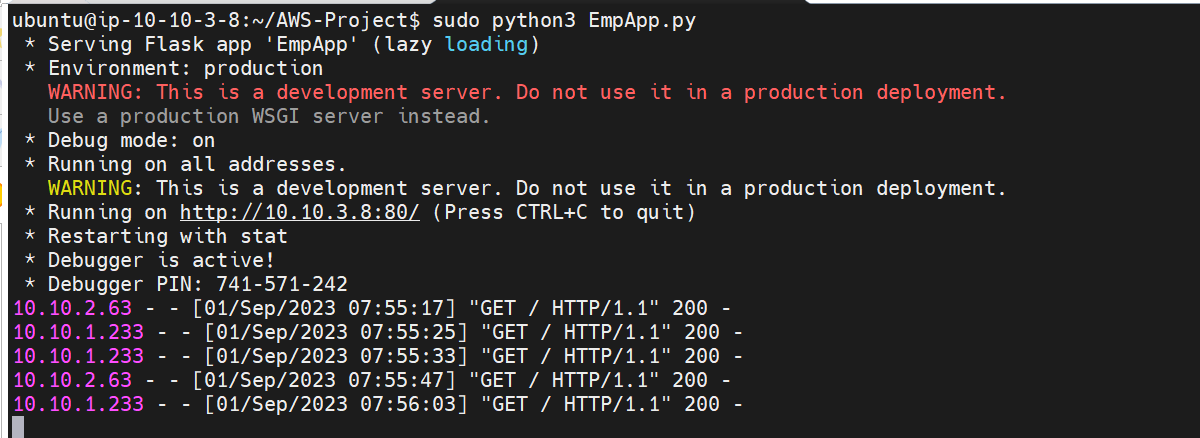 ubuntu@ip-10-10-3-8:~/AWS-Project$ sudo python3 EmpApp.py
 * Serving Flask app 'EmpApp' (lazy loading)
 * Environment: production
   WARNING: This is a development server. Do not use it in a production deployment.
   Use a production WSGI server instead.
 * Debug mode: on
 * Running on all addresses.
   WARNING: This is a development server. Do not use it in a production deployment.
 * Running on http://10.10.3.8:80/ (Press CTRL+C to quit)
 * Restarting with stat
 * Debugger is active!
 * Debugger PIN: 741-571-242
10.10.2.63 - - [01/Sep/2023 07:55:17] "GET / HTTP/1.1" 200 -
10.10.1.233 - - [01/Sep/2023 07:55:25] "GET / HTTP/1.1" 200 -
10.10.1.233 - - [01/Sep/2023 07:55:33] "GET / HTTP/1.1" 200 -
10.10.2.63 - - [01/Sep/2023 07:55:47] "GET / HTTP/1.1" 200 -
10.10.1.233 - - [01/Sep/2023 07:56:03] "GET / HTTP/1.1" 200 -